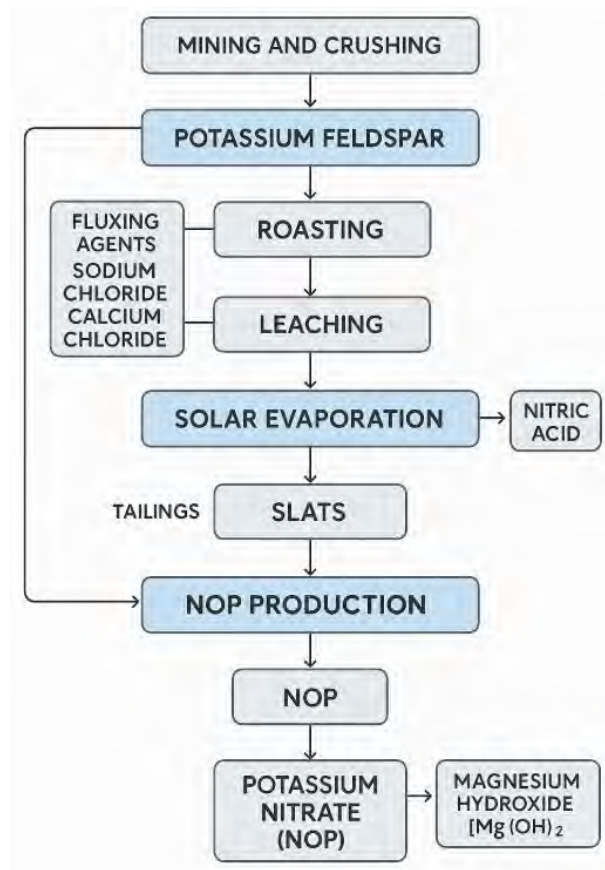 MINING AND CRUSHING
POTASSIUM FELDSPAR
FLUXING
AGENTS
SODIUM
CHLORIDE
CALCIUM
CHLORIDE
ROASTING
LEACHING
SOLAR EVAPORATION
NITRIC
ACID
TAILINGS
SLATS
NOP PRODUCTION
NOP
POTASSIUM
NITRATE
(NOP)
MAGNESIUM
HYDROXIDE
[Mg (OH) 2